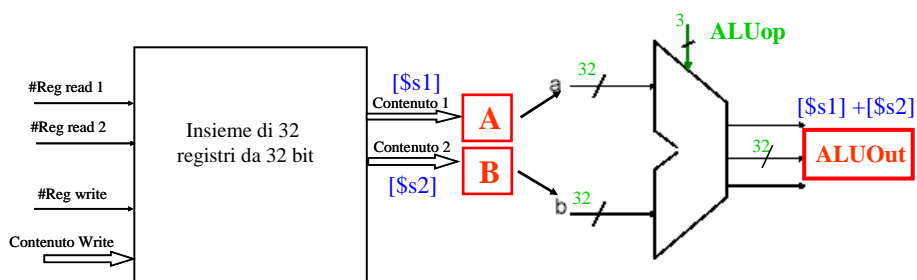 #Reg read 1
#Reg read 2
#Reg write
Contenuto Write
Insieme di 32
registri da 32 bit
[$s1]
Contenuto 1
Contenuto 2
[$s2]
A
B
a
32
b
32
3
ALUop
[$s1] +[$s2]
32
ALUOut